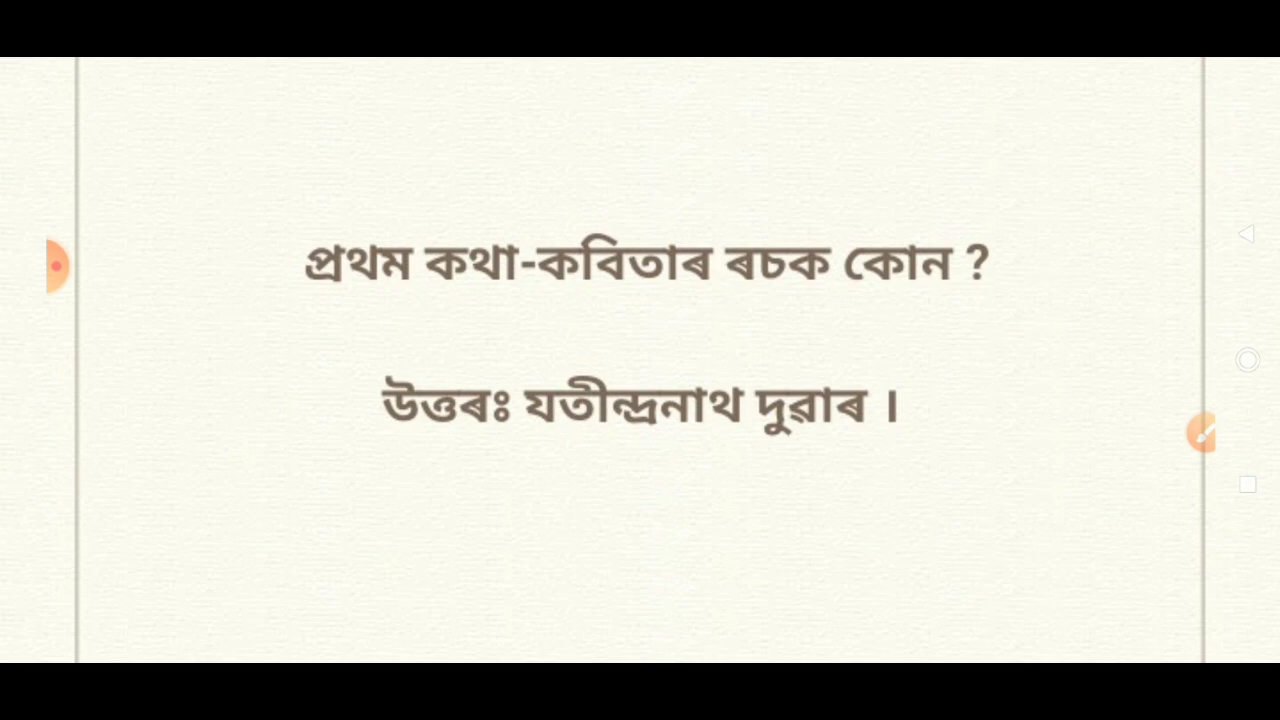 প্ৰথম কথা-কবিতাৰ ৰচক কোন ?
উত্তৰঃ যতীন্দ্ৰনাথ দুৱাৰ ।